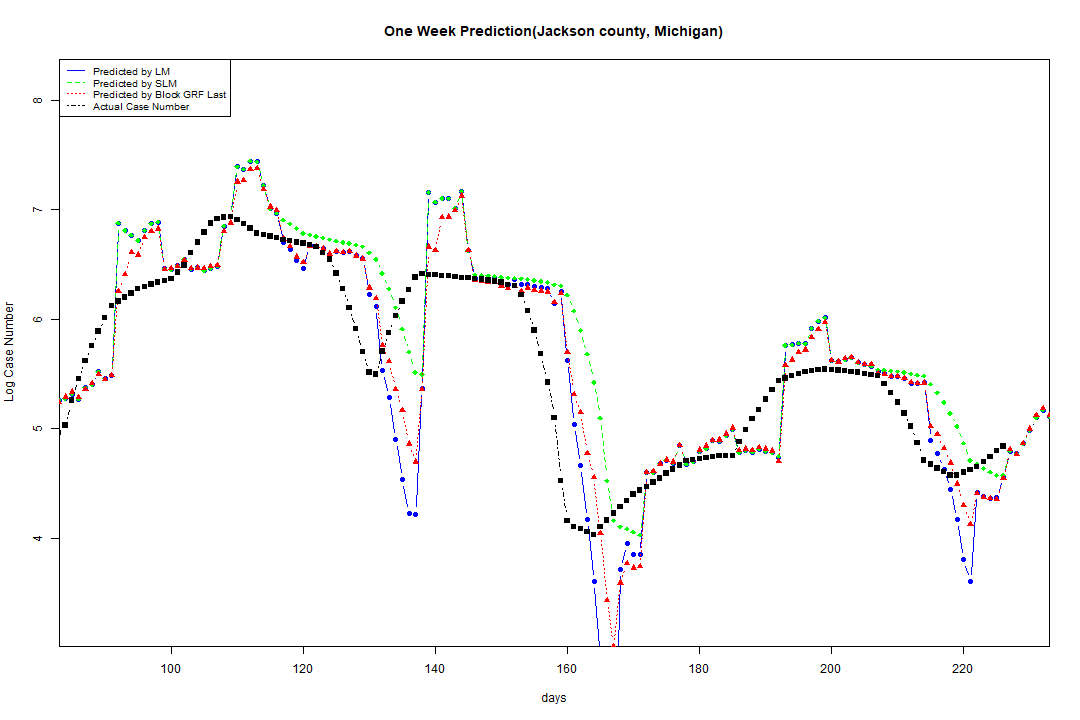 One Week Prediction(Jackson county, Michigan)
Predicted by LM
Predicted by SLM
Predicted by Block GRF Last
Actual Case Number
8
7
6
5
4
Log Case Number
100 120 140 160 180 200 220
days